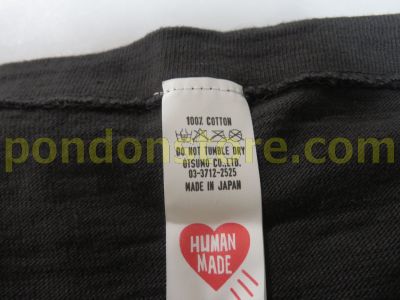 100% COTTON
pondonstore.com
DO NOT TUMBLE DRY
OTSUMO CO.,LTD.
03-3712-2525
MADE IN JAPAN
HUMAN
MADE